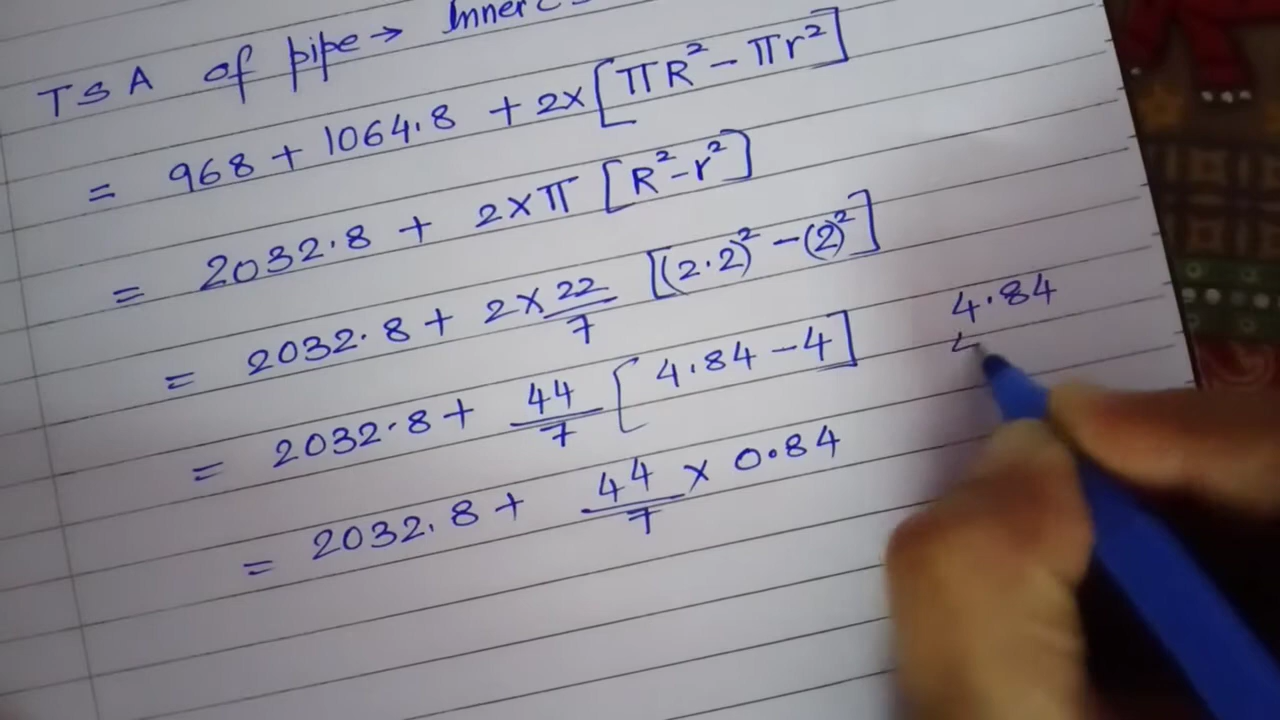 TSA of pipe → Inner
= 968 + 1064.8 + 2×[πR² - πr²]
= 2032.8 + 2×π [R²-r²]
= 2032.8 + 2×22/7 [(2.2)² - (2)²]
= 2032.8 + 44/7 [4.84 - 4]
4.84
= 2032.8 + 44/7 × 0.84